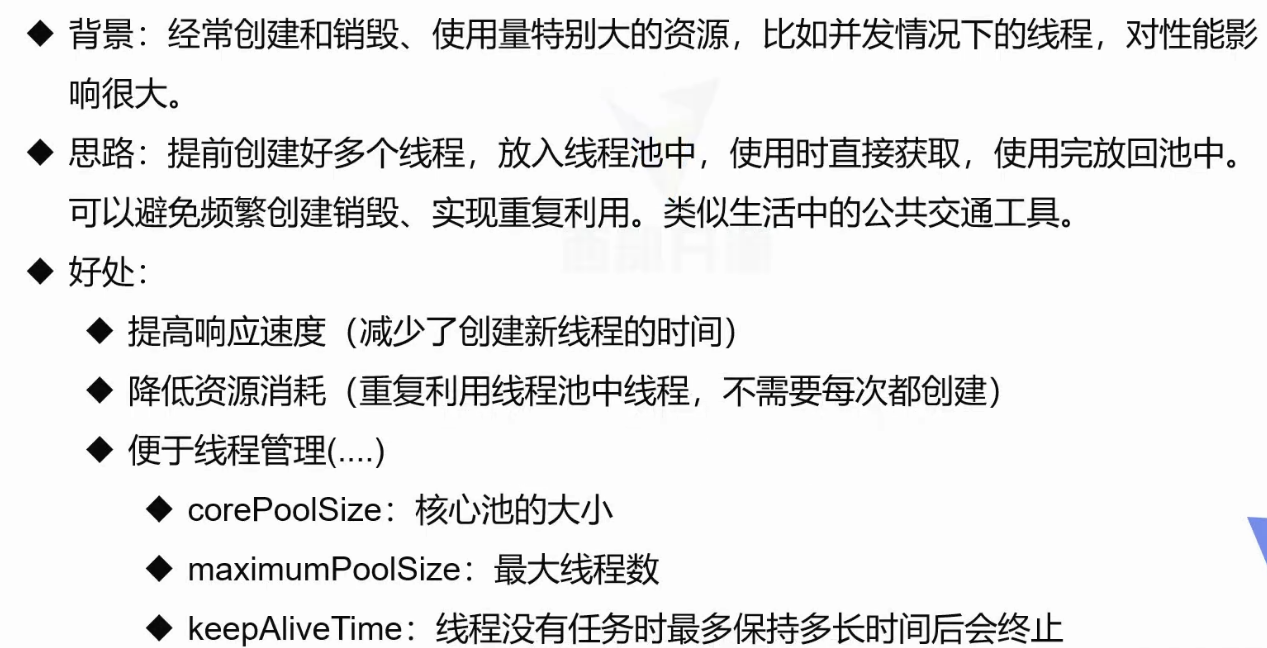 ◆ 背景：经常创建和销毁、使用量特别大的资源，比如并发情况下的线程，对性能影
响很大。
◆ 思路：提前创建好多个线程，放入线程池中，使用时直接获取，使用完放回池中。
可以避免频繁创建销毁、实现重复利用。类似生活中的公共交通工具。
◆ 好处：
◆ 提高响应速度（减少了创建新线程的时间）
◆ 降低资源消耗（重复利用线程池中线程，不需要每次都创建）
◆ 便于线程管理(....)
◆ corePoolSize：核心池的大小
◆ maximumPoolSize：最大线程数
◆ keepAliveTime：线程没有任务时最多保持多长时间后会终止